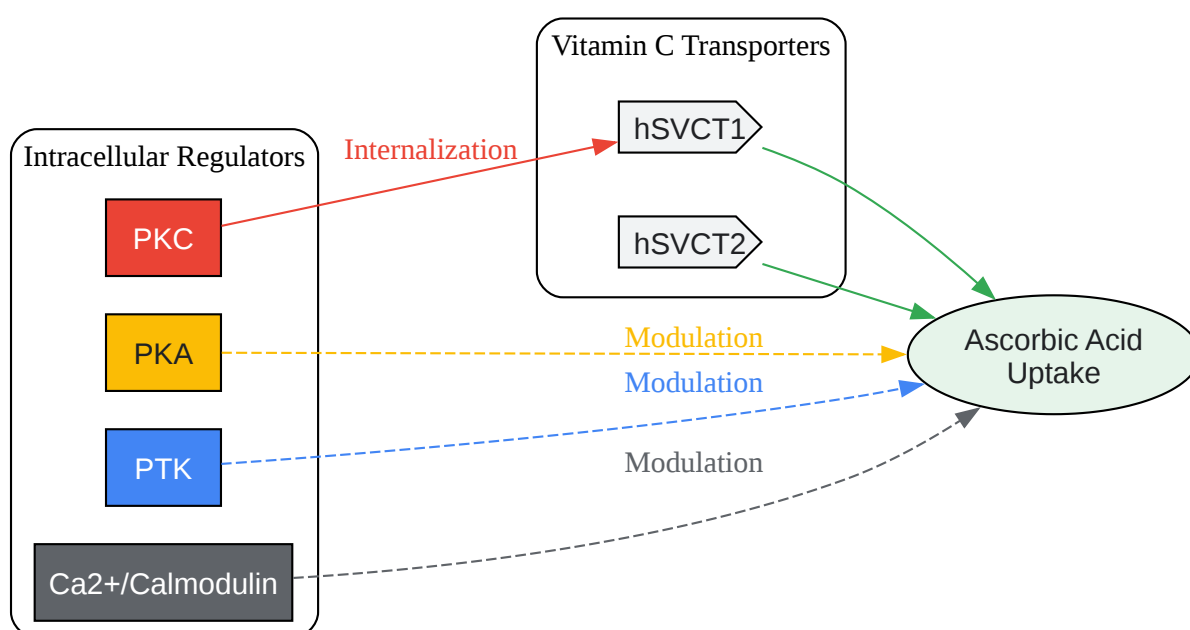 Vitamin C Transporters
hSVCT1
hSVCT2
Intracellular Regulators
Internalization
PKC
PKA
PTK
Ca2+/Calmodulin
Modulation
Modulation
Modulation
Ascorbic Acid
Uptake